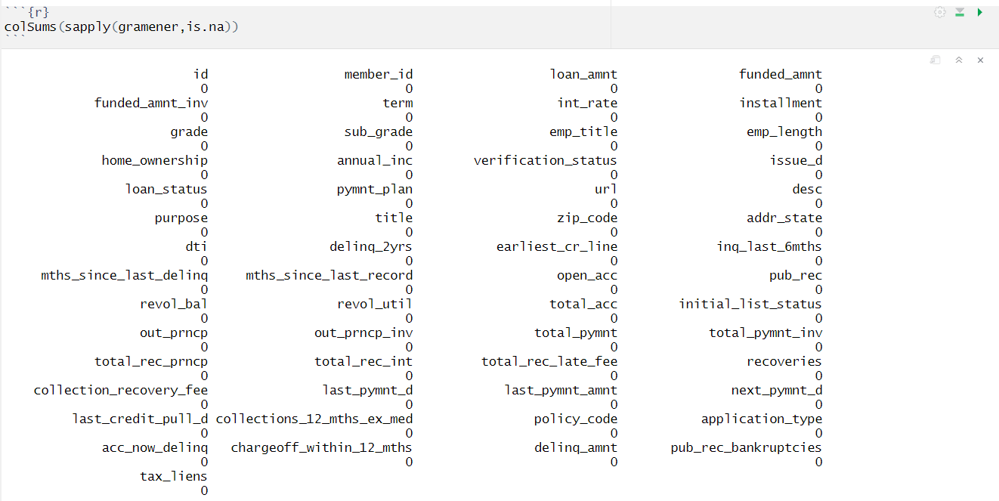 ```{r}
colSums(sapply(gramener,is.na))
```
id member_id loan_amnt funded_amnt
0 0 0 0
funded_amnt_inv term int_rate installment
0 0 0 0
grade sub_grade emp_title emp_length
0 0 0 0
home_ownership annual_inc verification_status issue_d
0 0 0 0
loan_status pymnt_plan url desc
0 0 0 0
purpose title zip_code addr_state
0 0 0 0
dti delinq_2yrs earliest_cr_line inq_last_6mths
0 0 0 0
mths_since_last_delinq mths_since_last_record open_acc pub_rec
0 0 0 0
revol_bal revol_util total_acc initial_list_status
0 0 0 0
out_prncp out_prncp_inv total_pymnt total_pymnt_inv
0 0 0 0
total_rec_prncp total_rec_int total_rec_late_fee recoveries
0 0 0 0
collection_recovery_fee last_pymnt_d last_pymnt_amnt next_pymnt_d
0 0 0 0
last_credit_pull_d collections_12_mths_ex_med policy_code application_type
0 0 0 0
acc_now_delinq chargeoff_within_12_mths delinq_amnt pub_rec_bankruptcies
0 0 0 0
tax_liens
0